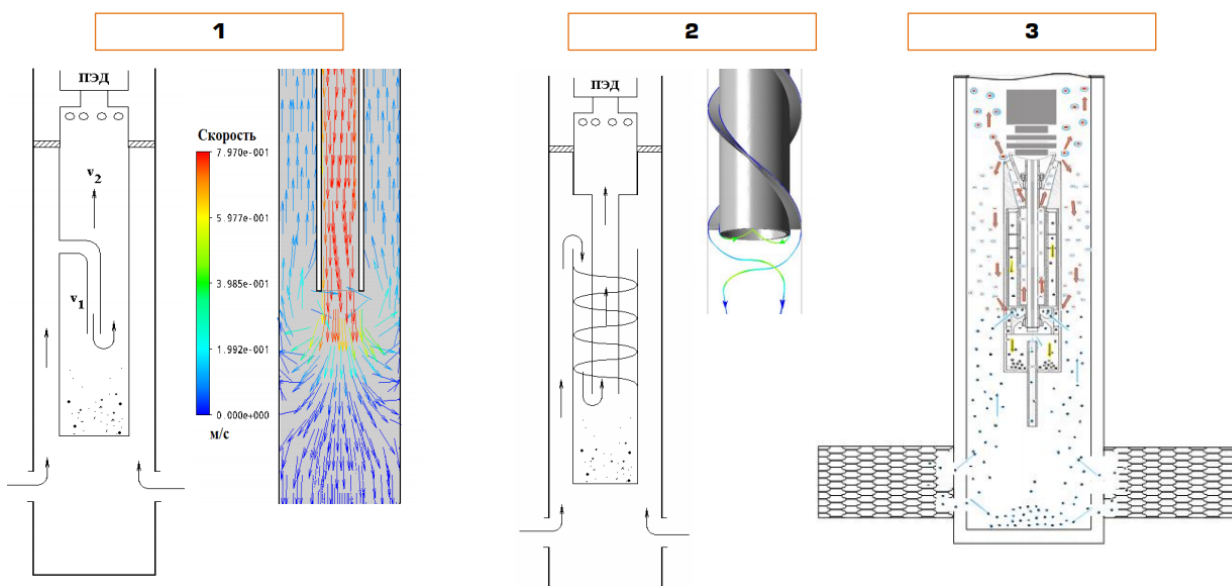 1
2
3
ПЭД
v₂
v₁
Скорость
7.970e-001
5.977e-001
3.985e-001
1.992e-001
0.000e+000
м/с
ПЭД